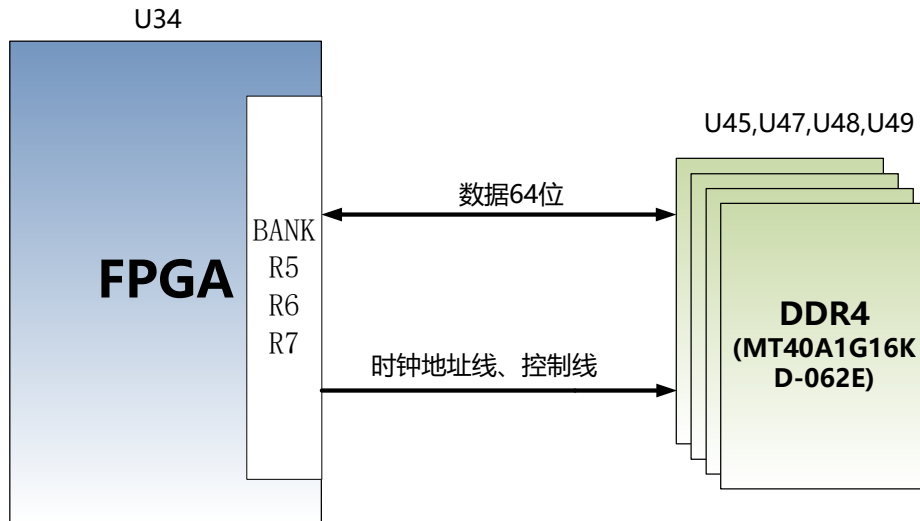 U34
U45,U47,U48,U49
数据64位
BANK
R5
R6
R7
FPGA
DDR4
(MT40A1G16K
D-062E)
时钟地址线、控制线